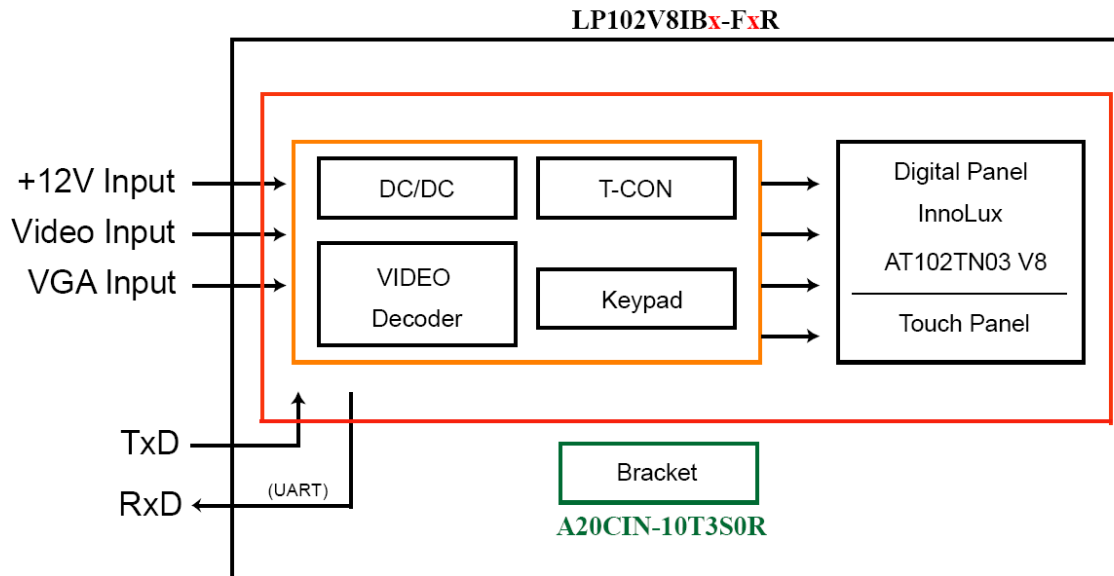 LP102V8IBx-FxR
+12V Input
Video Input
VGA Input
DC/DC
T-CON
VIDEO
Decoder
Keypad
Digital Panel
InnoLux
AT102TN03 V8
Touch Panel
TxD
RxD
(UART)
Bracket
A20CIN-10T3S0R